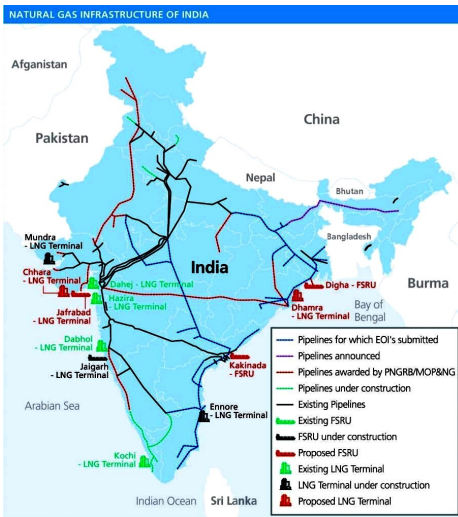 NATURAL GAS INFRASTRUCTURE OF INDIA
Afganistan
China
Pakistan
Nepal
Bhutan
Mundra
- LNG Terminal
Bangladesh
Chhara
- LNG Terminal
India
Burma
Dahej - LNG Terminal
Digha - FSRU
Hazira
- LNG Terminal
Dhamra
- LNG Terminal
Bay of
Bengal
Jafrabad
- LNG Terminal
Dabhol
- LNG Terminal
Jaigarh
- LNG Terminal
Kakinada
- FSRU
Arabian Sea
Ennore
- LNG Terminal
Kochi
- LNG Terminal
Indian Ocean
Sri Lanka
Pipelines for which EOI's submitted
Pipelines announced
Pipelines awarded by PNGRB/MOP&NG
Pipelines under construction
Existing Pipelines
Existing FSRU
FSRU under construction
Proposed FSRU
Existing LNG Terminal
LNG Terminal under construction
Proposed LNG Terminal